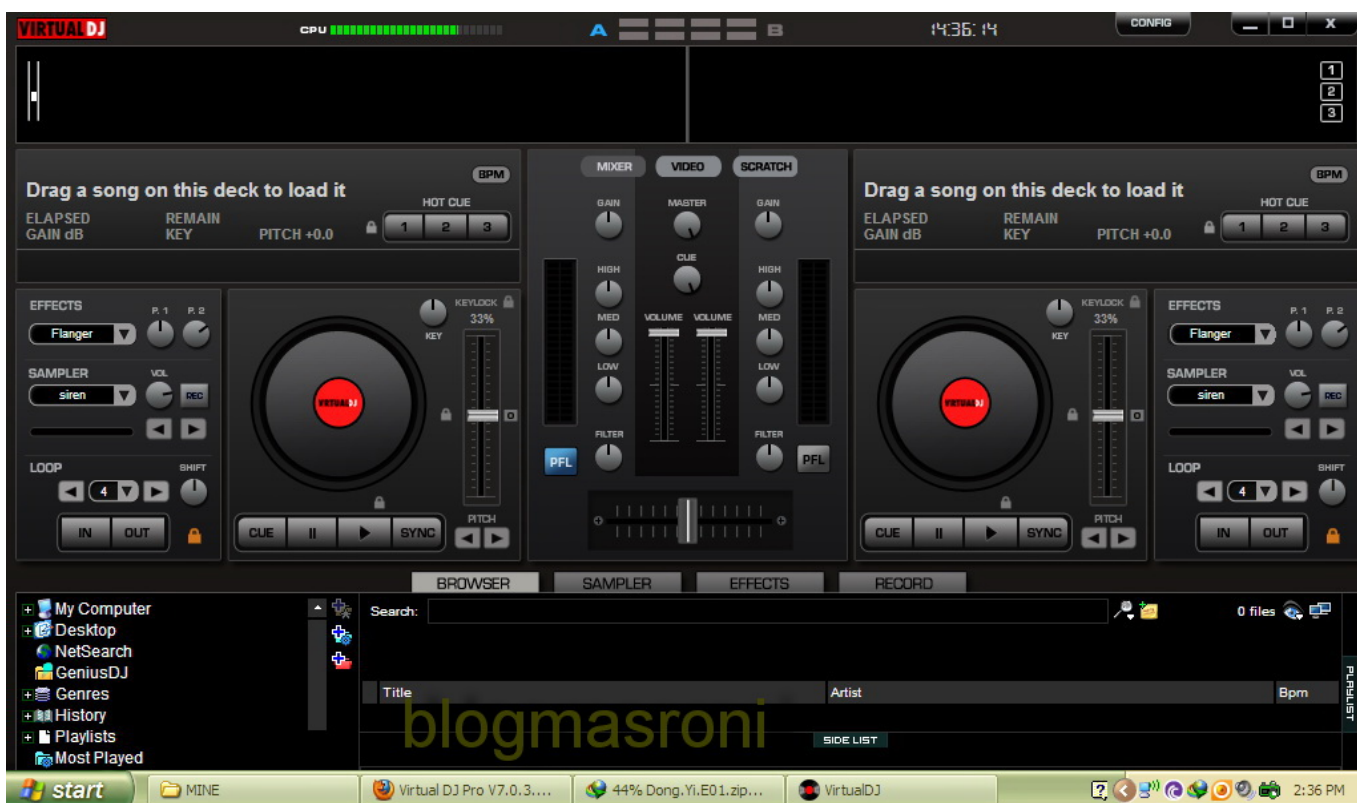 VIRTUAL DJ CPU A B 14:36:14 CONFIG X
1
2
3
MIXER VIDEO SCRATCH
Drag a song on this deck to load it BPM
HOT CUE
ELAPSED REMAIN
GAIN dB KEY PITCH +0.0 1 2 3
GAIN MASTER GAIN
CUE
HIGH HIGH
MED VOLUME VOLUME MED
LOW LOW
FILTER FILTER
PFL PFL
Drag a song on this deck to load it BPM
HOT CUE
ELAPSED REMAIN
GAIN dB KEY PITCH +0.0 1 2 3
EFFECTS P. 1 P. 2
Flanger
SAMPLER VOL
siren REC
LOOP SHIFT
4
IN OUT
KEYLOCK
33%
KEY
VIRTUAL DJ
PITCH
CUE II SYNC
KEYLOCK
33%
KEY
VIRTUAL DJ
PITCH
CUE II SYNC
EFFECTS P. 1 P. 2
Flanger
SAMPLER VOL
siren REC
LOOP SHIFT
4
IN OUT
BROWSER SAMPLER EFFECTS RECORD
My Computer
Desktop
NetSearch
GeniusDJ
Genres
History
Playlists
Most Played
Search: 0 files
Title Artist Bpm
PLAYLIST
blogmasroni
SIDE LIST
start MINE Virtual DJ Pro V7.0.3.... 44% Dong.Yi.E01.zip... VirtualDJ 2:36 PM